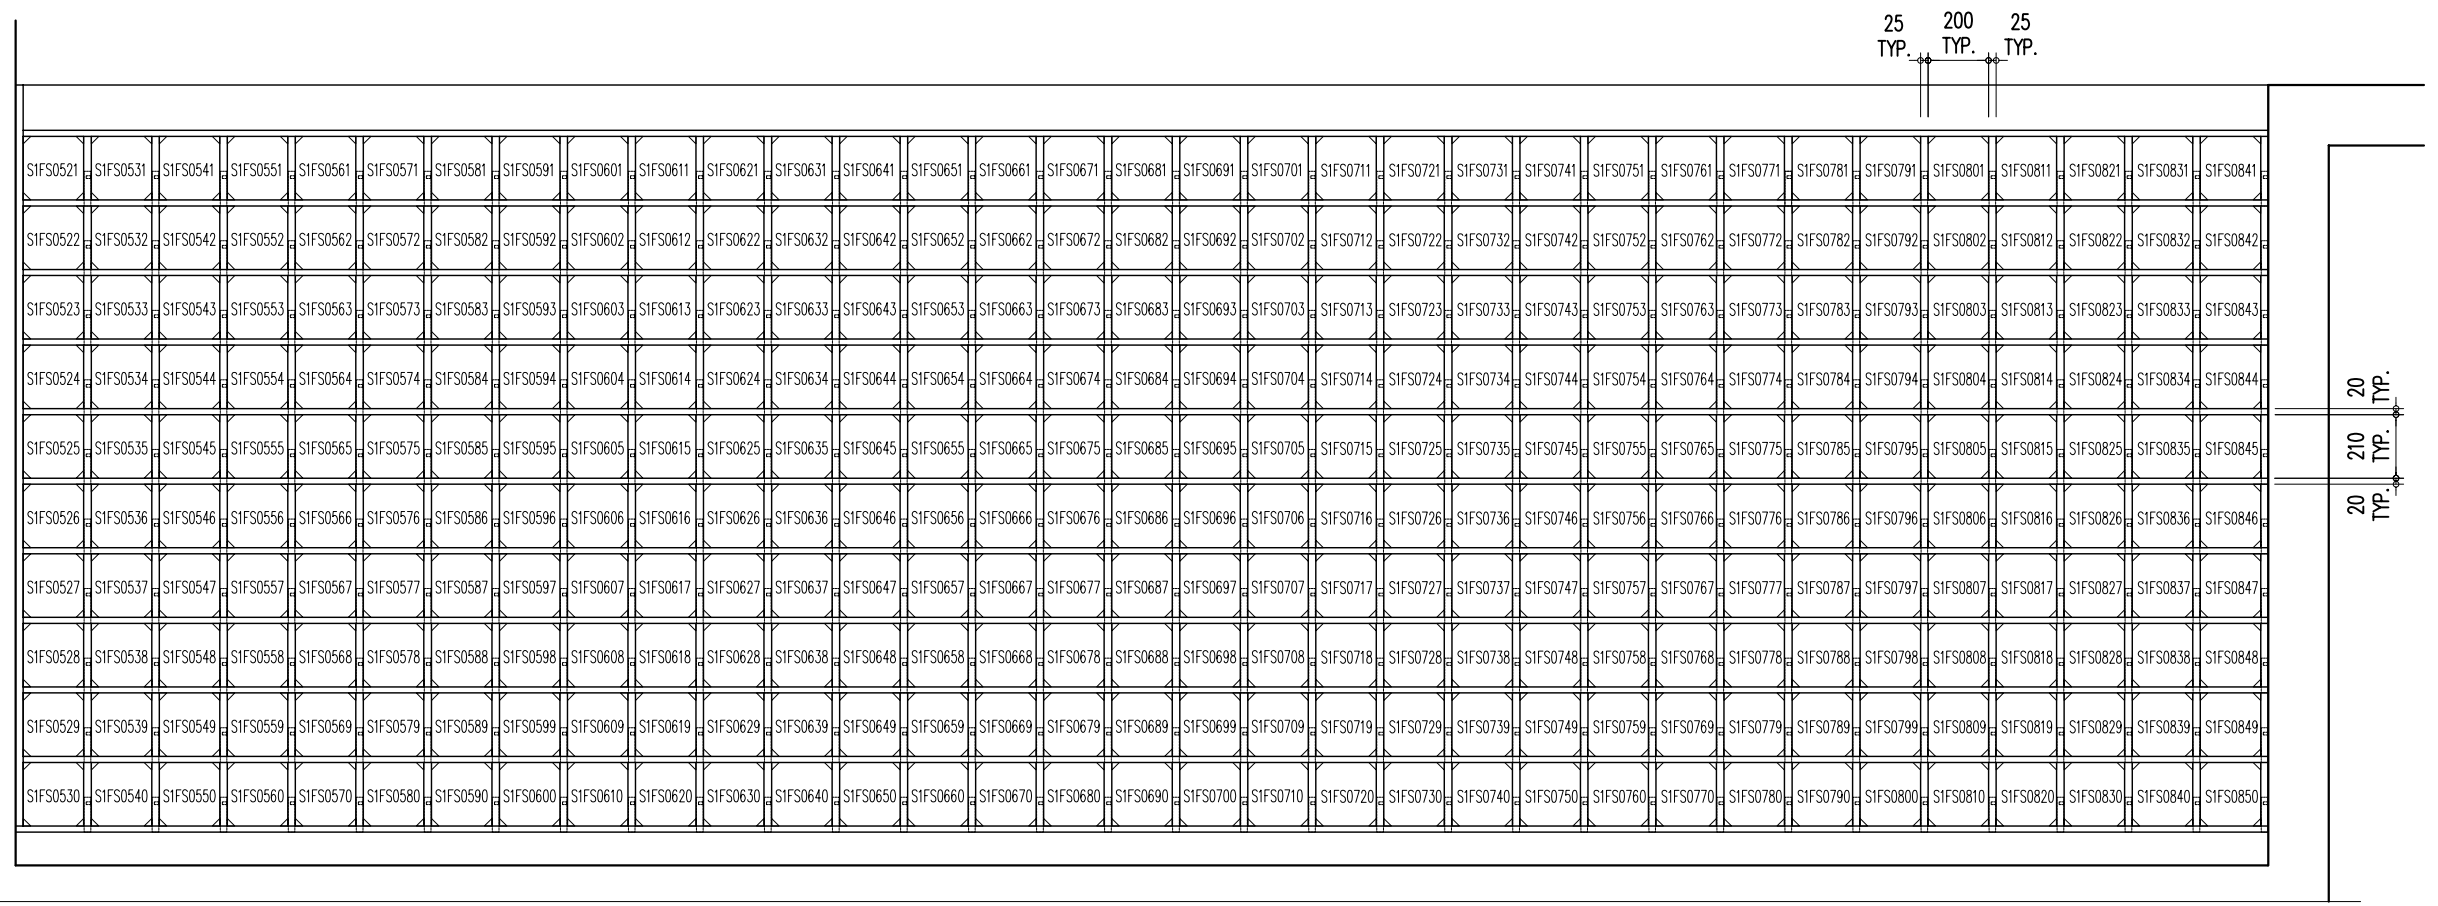 25 200 25
TYP. TYP. TYP.
S1FS0521 S1FS0531 S1FS0541 S1FS0551 S1FS0561 S1FS0571 S1FS0581 S1FS0591 S1FS0601 S1FS0611 S1FS0621 S1FS0631 S1FS0641 S1FS0651 S1FS0661 S1FS0671 S1FS0681 S1FS0691 S1FS0701 S1FS0711 S1FS0721 S1FS0731 S1FS0741 S1FS0751 S1FS0761 S1FS0771 S1FS0781 S1FS0791 S1FS0801 S1FS0811 S1FS0821 S1FS0831 S1FS0841
S1FS0522 S1FS0532 S1FS0542 S1FS0552 S1FS0562 S1FS0572 S1FS0582 S1FS0592 S1FS0602 S1FS0612 S1FS0622 S1FS0632 S1FS0642 S1FS0652 S1FS0662 S1FS0672 S1FS0682 S1FS0692 S1FS0702 S1FS0712 S1FS0722 S1FS0732 S1FS0742 S1FS0752 S1FS0762 S1FS0772 S1FS0782 S1FS0792 S1FS0802 S1FS0812 S1FS0822 S1FS0832 S1FS0842
S1FS0523 S1FS0533 S1FS0543 S1FS0553 S1FS0563 S1FS0573 S1FS0583 S1FS0593 S1FS0603 S1FS0613 S1FS0623 S1FS0633 S1FS0643 S1FS0653 S1FS0663 S1FS0673 S1FS0683 S1FS0693 S1FS0703 S1FS0713 S1FS0723 S1FS0733 S1FS0743 S1FS0753 S1FS0763 S1FS0773 S1FS0783 S1FS0793 S1FS0803 S1FS0813 S1FS0823 S1FS0833 S1FS0843
S1FS0524 S1FS0534 S1FS0544 S1FS0554 S1FS0564 S1FS0574 S1FS0584 S1FS0594 S1FS0604 S1FS0614 S1FS0624 S1FS0634 S1FS0644 S1FS0654 S1FS0664 S1FS0674 S1FS0684 S1FS0694 S1FS0704 S1FS0714 S1FS0724 S1FS0734 S1FS0744 S1FS0754 S1FS0764 S1FS0774 S1FS0784 S1FS0794 S1FS0804 S1FS0814 S1FS0824 S1FS0834 S1FS0844
20
TYP.
S1FS0525 S1FS0535 S1FS0545 S1FS0555 S1FS0565 S1FS0575 S1FS0585 S1FS0595 S1FS0605 S1FS0615 S1FS0625 S1FS0635 S1FS0645 S1FS0655 S1FS0665 S1FS0675 S1FS0685 S1FS0695 S1FS0705 S1FS0715 S1FS0725 S1FS0735 S1FS0745 S1FS0755 S1FS0765 S1FS0775 S1FS0785 S1FS0795 S1FS0805 S1FS0815 S1FS0825 S1FS0835 S1FS0845
210
TYP.
S1FS0526 S1FS0536 S1FS0546 S1FS0556 S1FS0566 S1FS0576 S1FS0586 S1FS0596 S1FS0606 S1FS0616 S1FS0626 S1FS0636 S1FS0646 S1FS0656 S1FS0666 S1FS0676 S1FS0686 S1FS0696 S1FS0706 S1FS0716 S1FS0726 S1FS0736 S1FS0746 S1FS0756 S1FS0766 S1FS0776 S1FS0786 S1FS0796 S1FS0806 S1FS0816 S1FS0826 S1FS0836 S1FS0846
20
TYP.
S1FS0527 S1FS0537 S1FS0547 S1FS0557 S1FS0567 S1FS0577 S1FS0587 S1FS0597 S1FS0607 S1FS0617 S1FS0627 S1FS0637 S1FS0647 S1FS0657 S1FS0667 S1FS0677 S1FS0687 S1FS0697 S1FS0707 S1FS0717 S1FS0727 S1FS0737 S1FS0747 S1FS0757 S1FS0767 S1FS0777 S1FS0787 S1FS0797 S1FS0807 S1FS0817 S1FS0827 S1FS0837 S1FS0847
S1FS0528 S1FS0538 S1FS0548 S1FS0558 S1FS0568 S1FS0578 S1FS0588 S1FS0598 S1FS0608 S1FS0618 S1FS0628 S1FS0638 S1FS0648 S1FS0658 S1FS0668 S1FS0678 S1FS0688 S1FS0698 S1FS0708 S1FS0718 S1FS0728 S1FS0738 S1FS0748 S1FS0758 S1FS0768 S1FS0778 S1FS0788 S1FS0798 S1FS0808 S1FS0818 S1FS0828 S1FS0838 S1FS0848
S1FS0529 S1FS0539 S1FS0549 S1FS0559 S1FS0569 S1FS0579 S1FS0589 S1FS0599 S1FS0609 S1FS0619 S1FS0629 S1FS0639 S1FS0649 S1FS0659 S1FS0669 S1FS0679 S1FS0689 S1FS0699 S1FS0709 S1FS0719 S1FS0729 S1FS0739 S1FS0749 S1FS0759 S1FS0769 S1FS0779 S1FS0789 S1FS0799 S1FS0809 S1FS0819 S1FS0829 S1FS0839 S1FS0849
S1FS0530 S1FS0540 S1FS0550 S1FS0560 S1FS0570 S1FS0580 S1FS0590 S1FS0600 S1FS0610 S1FS0620 S1FS0630 S1FS0640 S1FS0650 S1FS0660 S1FS0670 S1FS0680 S1FS0690 S1FS0700 S1FS0710 S1FS0720 S1FS0730 S1FS0740 S1FS0750 S1FS0760 S1FS0770 S1FS0780 S1FS0790 S1FS0800 S1FS0810 S1FS0820 S1FS0830 S1FS0840 S1FS0850